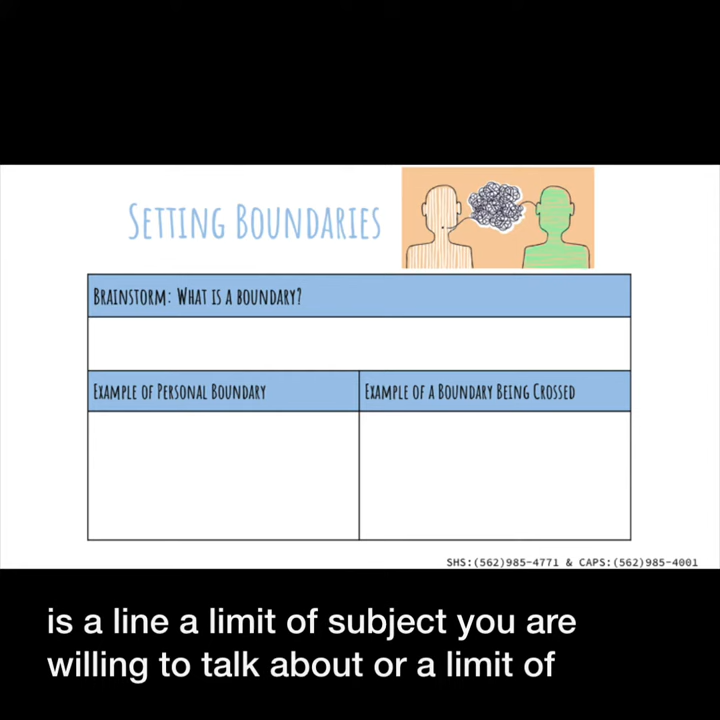 Setting Boundaries
Brainstorm: What is a boundary?
Example of Personal Boundary
Example of a Boundary Being Crossed
SHS:(562)985-4771 & CAPS:(562)985-4001
is a line a limit of subject you are
willing to talk about or a limit of